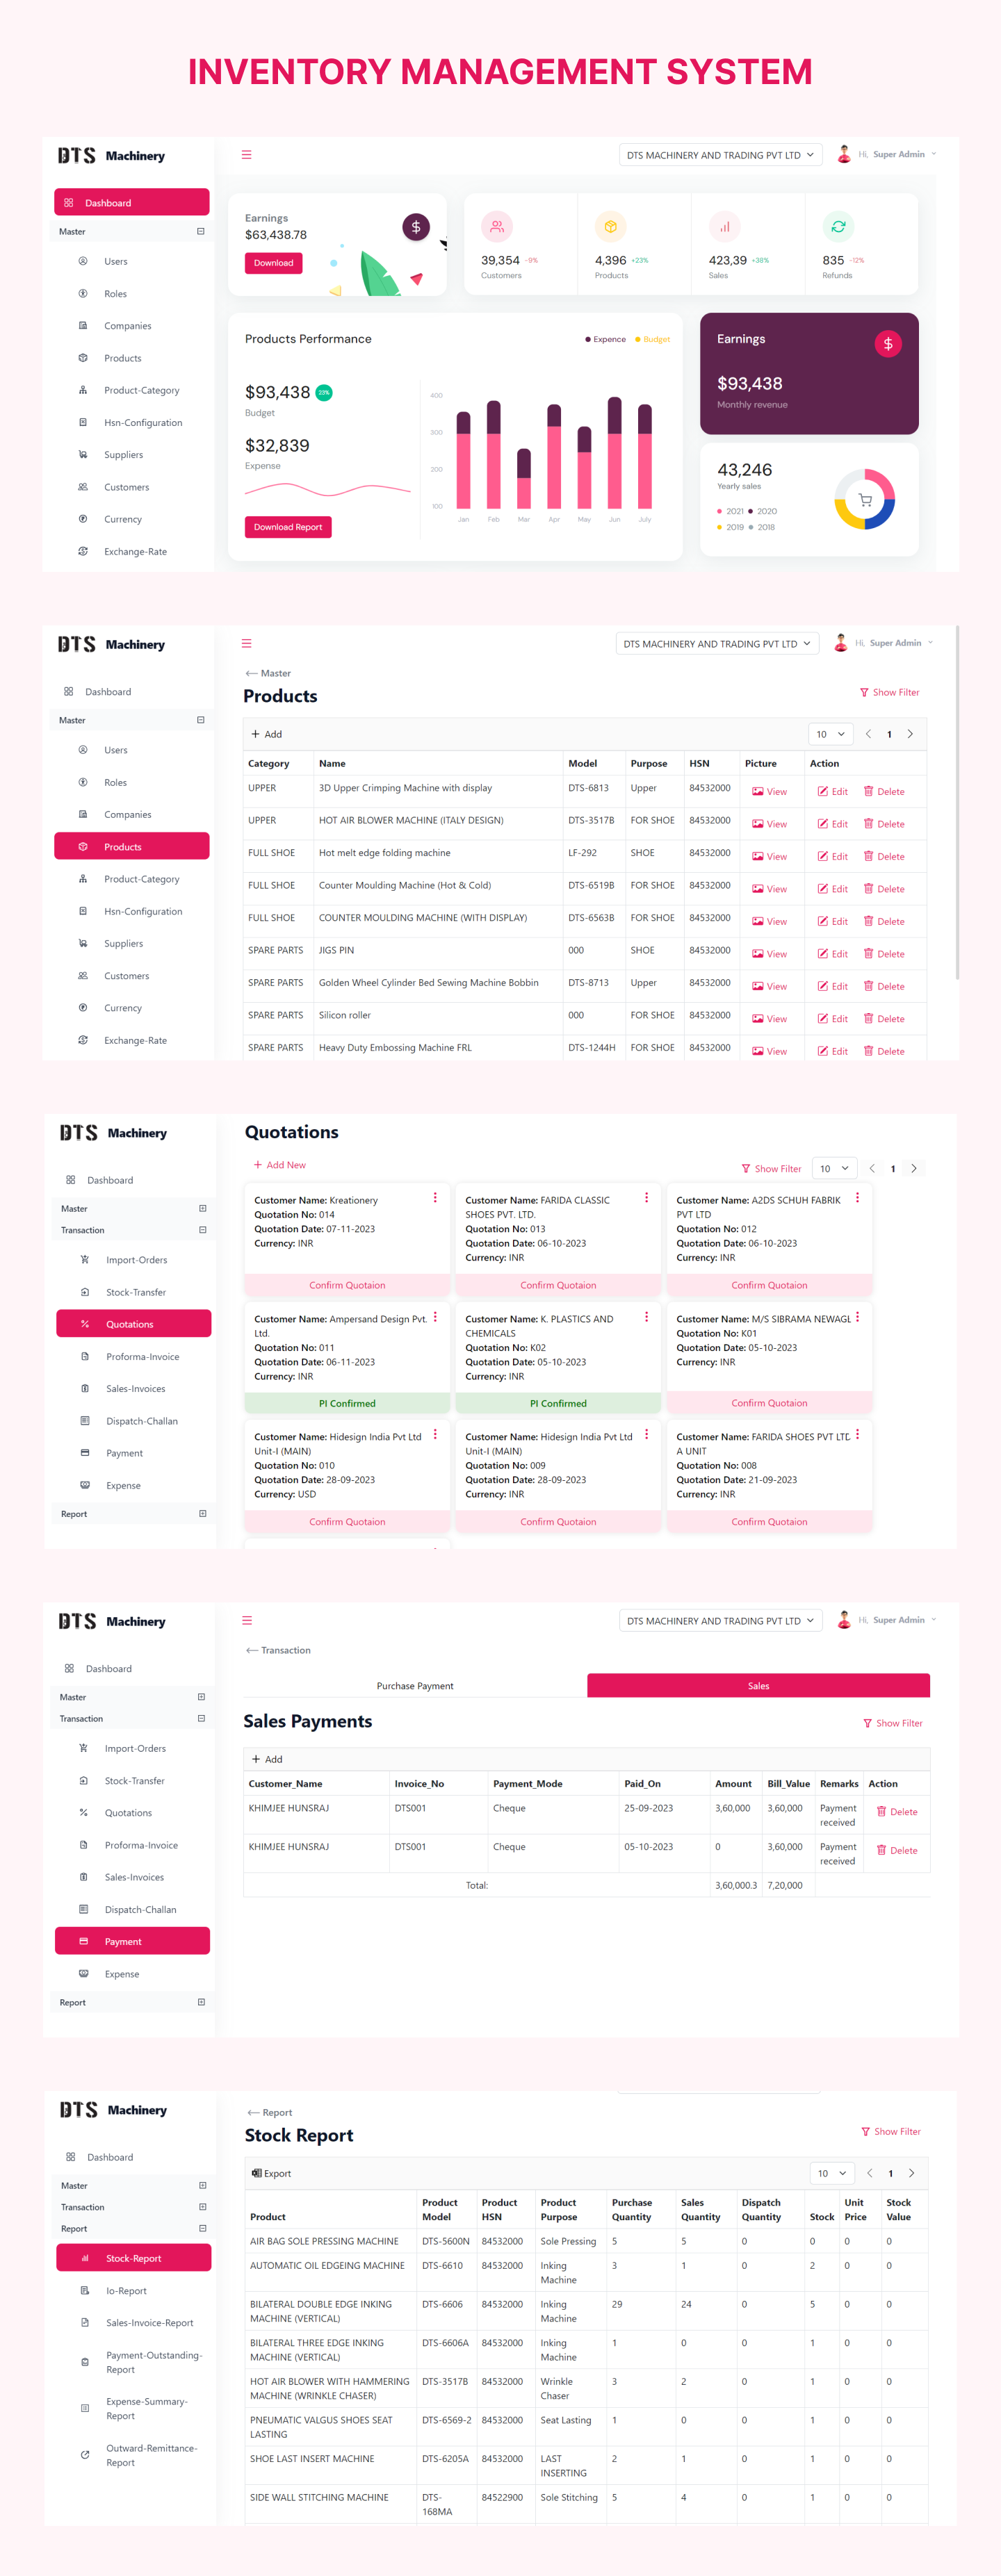 INVENTORY MANAGEMENT SYSTEM
DTS Machinery
DTS MACHINERY AND TRADING PVT LTD
Hi, Super Admin
Dashboard
Master
Users
Roles
Companies
Products
Product-Category
Hsn-Configuration
Suppliers
Customers
Currency
Exchange-Rate
Earnings
$63,438.78
Download
39,354 -9%
Customers
4,396 +23%
Products
423,39 +38%
Sales
835 -12%
Refunds
Products Performance
Expence Budget
$93,438 23%
Budget
$32,839
Expense
Download Report
400
300
200
100
Jan Feb Mar Apr May Jun July
Earnings
$93,438
Monthly revenue
43,246
Yearly sales
2021 2020
2019 2018
DTS Machinery
DTS MACHINERY AND TRADING PVT LTD
Hi, Super Admin
Dashboard
Master
Users
Roles
Companies
Products
Product-Category
Hsn-Configuration
Suppliers
Customers
Currency
Exchange-Rate
Master
Products
Show Filter
+ Add
10 1
Category Name Model Purpose HSN Picture Action
UPPER 3D Upper Crimping Machine with display DTS-6813 Upper 84532000 View Edit Delete
UPPER HOT AIR BLOWER MACHINE (ITALY DESIGN) DTS-3517B FOR SHOE 84532000 View Edit Delete
FULL SHOE Hot melt edge folding machine LF-292 SHOE 84532000 View Edit Delete
FULL SHOE Counter Moulding Machine (Hot & Cold) DTS-6519B FOR SHOE 84532000 View Edit Delete
FULL SHOE COUNTER MOULDING MACHINE (WITH DISPLAY) DTS-6563B FOR SHOE 84532000 View Edit Delete
SPARE PARTS JIGS PIN 000 SHOE 84532000 View Edit Delete
SPARE PARTS Golden Wheel Cylinder Bed Sewing Machine Bobbin DTS-8713 Upper 84532000 View Edit Delete
SPARE PARTS Silicon roller 000 FOR SHOE 84532000 View Edit Delete
SPARE PARTS Heavy Duty Embossing Machine FRL DTS-1244H FOR SHOE 84532000 View Edit Delete
DTS Machinery
Dashboard
Master
Transaction
Import-Orders
Stock-Transfer
Quotations
Proforma-Invoice
Sales-Invoices
Dispatch-Challan
Payment
Expense
Report
Quotations
+ Add New
Show Filter 10 1
Customer Name: Kreationery
Quotation No: 014
Quotation Date: 07-11-2023
Currency: INR
Confirm Quotaion
Customer Name: FARIDA CLASSIC
SHOES PVT. LTD.
Quotation No: 013
Quotation Date: 06-10-2023
Currency: INR
Confirm Quotaion
Customer Name: A2DS SCHUH FABRIK
PVT LTD
Quotation No: 012
Quotation Date: 06-10-2023
Currency: INR
Confirm Quotaion
Customer Name: Ampersand Design Pvt.
Ltd.
Quotation No: 011
Quotation Date: 06-11-2023
Currency: INR
PI Confirmed
Customer Name: K. PLASTICS AND
CHEMICALS
Quotation No: K02
Quotation Date: 05-10-2023
Currency: INR
PI Confirmed
Customer Name: M/S SIBRAMA NEWAGE
Quotation No: K01
Quotation Date: 05-10-2023
Currency: INR
Confirm Quotaion
Customer Name: Hidesign India Pvt Ltd
Unit-I (MAIN)
Quotation No: 010
Quotation Date: 28-09-2023
Currency: USD
Confirm Quotaion
Customer Name: Hidesign India Pvt Ltd
Unit-I (MAIN)
Quotation No: 009
Quotation Date: 28-09-2023
Currency: INR
Confirm Quotaion
Customer Name: FARIDA SHOES PVT LTD
A UNIT
Quotation No: 008
Quotation Date: 21-09-2023
Currency: INR
Confirm Quotaion
DTS Machinery
DTS MACHINERY AND TRADING PVT LTD
Hi, Super Admin
Dashboard
Master
Transaction
Import-Orders
Stock-Transfer
Quotations
Proforma-Invoice
Sales-Invoices
Dispatch-Challan
Payment
Expense
Report
Transaction
Purchase Payment Sales
Sales Payments
Show Filter
+ Add
Customer_Name Invoice_No Payment_Mode Paid_On Amount Bill_Value Remarks Action
KHIMJEE HUNSRAJ DTS001 Cheque 25-09-2023 3,60,000 3,60,000 Payment received Delete
KHIMJEE HUNSRAJ DTS001 Cheque 05-10-2023 0 3,60,000 Payment received Delete
Total: 3,60,000.3 7,20,000
DTS Machinery
Dashboard
Master
Transaction
Report
Stock-Report
Io-Report
Sales-Invoice-Report
Payment-Outstanding-
Report
Expense-Summary-
Report
Outward-Remittance-
Report
Report
Stock Report
Show Filter
Export
10 1
Product Product Model Product HSN Product Purpose Purchase Quantity Sales Quantity Dispatch Quantity Stock Unit Price Stock Value
AIR BAG SOLE PRESSING MACHINE DTS-5600N 84532000 Sole Pressing 5 5 0 0 0 0
AUTOMATIC OIL EDGEING MACHINE DTS-6610 84532000 Inking Machine 3 1 0 2 0 0
BILATERAL DOUBLE EDGE INKING MACHINE (VERTICAL) DTS-6606 84532000 Inking Machine 29 24 0 5 0 0
BILATERAL THREE EDGE INKING MACHINE (VERTICAL) DTS-6606A 84532000 Inking Machine 1 0 0 1 0 0
HOT AIR BLOWER WITH HAMMERING MACHINE (WRINKLE CHASER) DTS-3517B 84532000 Wrinkle Chaser 3 2 0 1 0 0
PNEUMATIC VALGUS SHOES SEAT LASTING DTS-6569-2 84532000 Seat Lasting 1 0 0 1 0 0
SHOE LAST INSERT MACHINE DTS-6205A 84532000 LAST INSERTING 2 1 0 1 0 0
SIDE WALL STITCHING MACHINE DTS-168MA 84522900 Sole Stitching 5 4 0 1 0 0